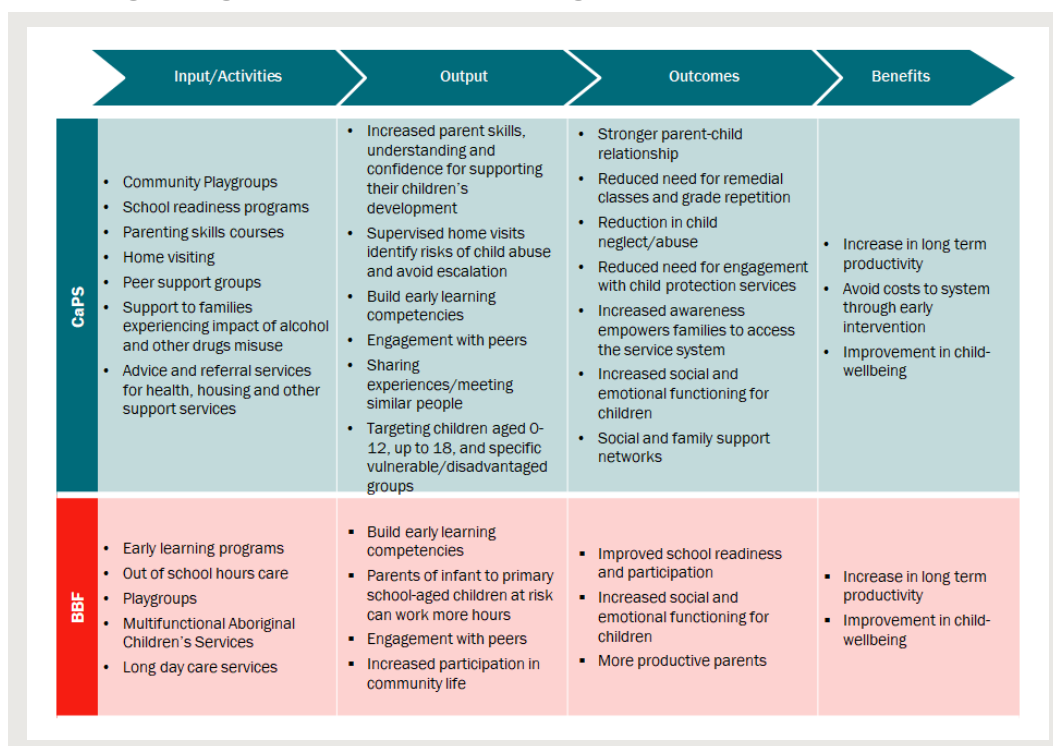 Input/Activities
Output
Outcomes
Benefits
CaPS
• Community Playgroups
• School readiness programs
• Parenting skills courses
• Home visiting
• Peer support groups
• Support to families
experiencing impact of alcohol
and other drugs misuse
• Advice and referral services
for health, housing and other
support services
• Increased parent skills,
understanding and
confidence for supporting
their children's
development
• Supervised home visits
identify risks of child abuse
and avoid escalation
• Build early learning
competencies
• Engagement with peers
• Sharing
experiences/meeting
similar people
• Targeting children aged 0-
12, up to 18, and specific
vulnerable/disadvantaged
groups
• Stronger parent-child
relationship
• Reduced need for remedial
classes and grade repetition
• Reduction in child
neglect/abuse
• Reduced need for engagement
with child protection services
• Increased awareness
empowers families to access
the service system
• Increased social and
emotional functioning for
children
• Social and family support
networks
• Increase in long term
productivity
• Avoid costs to system
through early
intervention
• Improvement in child-
wellbeing
BBF
• Early learning programs
• Out of school hours care
• Playgroups
• Multifunctional Aboriginal
Children's Services
• Long day care services
▪ Build early learning
competencies
▪ Parents of infant to primary
school-aged children at risk
can work more hours
▪ Engagement with peers
▪ Increased participation in
community life
▪ Improved school readiness
and participation
▪ Increased social and
emotional functioning for
children
▪ More productive parents
▪ Increase in long term
productivity
▪ Improvement in child-
wellbeing